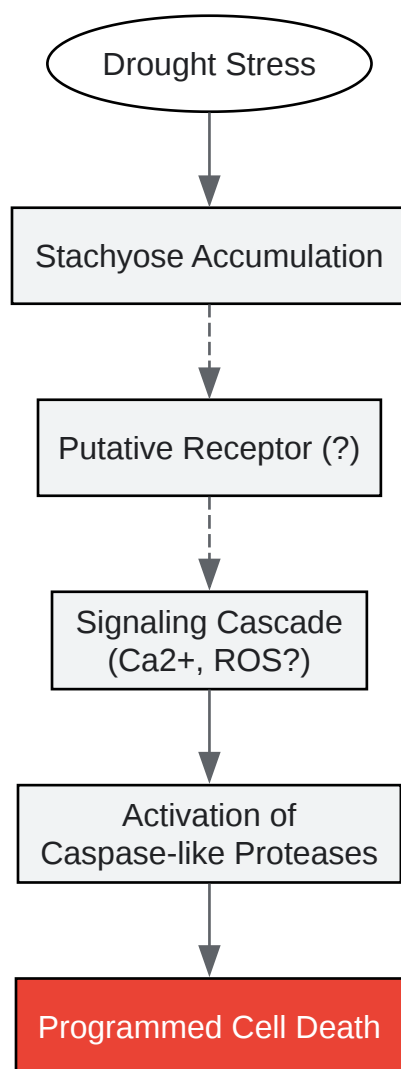 Drought Stress
Stachyose Accumulation
Putative Receptor (?)
Signaling Cascade
(Ca2+, ROS?)
Activation of
Caspase-like Proteases
Programmed Cell Death